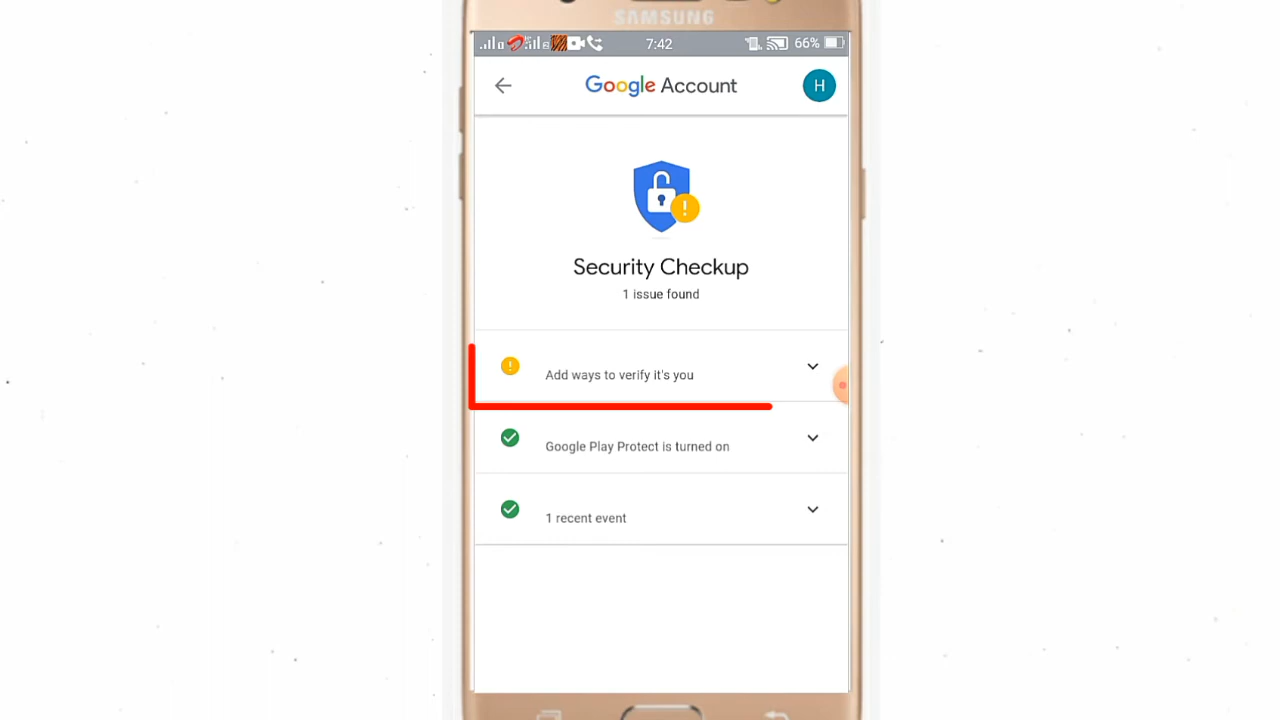 SAMSUNG
7:42 66%
Google Account H
Security Checkup
1 issue found
Add ways to verify it's you
Google Play Protect is turned on
1 recent event